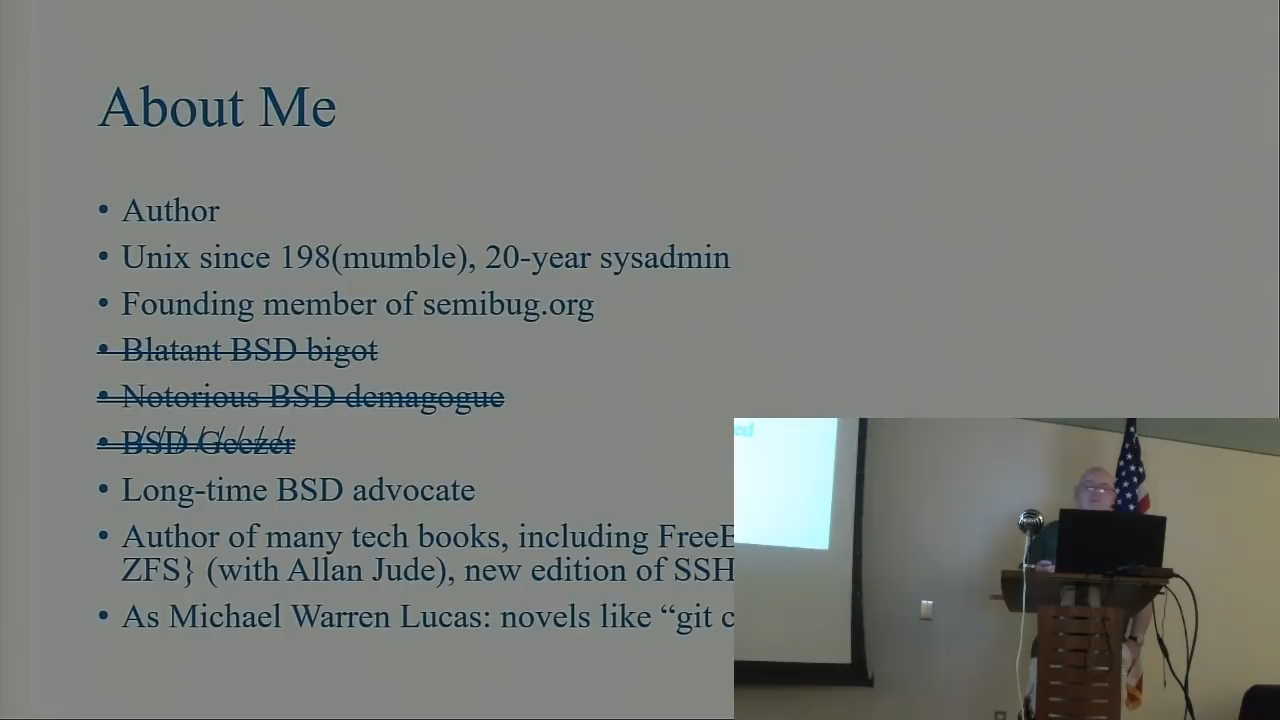 About Me
• Author
• Unix since 198(mumble), 20-year sysadmin
• Founding member of semibug.org
• Blatant BSD bigot
• Notorious BSD demagogue
• BSD Geezer
• Long-time BSD advocate
• Author of many tech books, including
ZFS} (with Allan Jude), new edition of SSH
• As Michael Warren Lucas: novels like “git